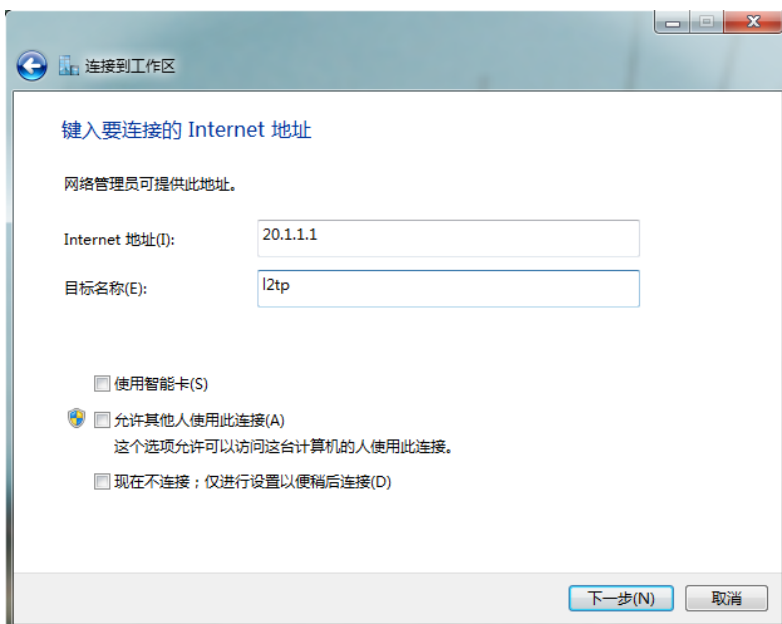 连接到工作区
键入要连接的 Internet 地址
网络管理员可提供此地址。
Internet 地址(I): 20.1.1.1
目标名称(E): l2tp
使用智能卡(S)
允许其他人使用此连接(A)
这个选项允许可以访问这台计算机的人使用此连接。
现在不连接；仅进行设置以便稍后连接(D)
下一步(N) 取消